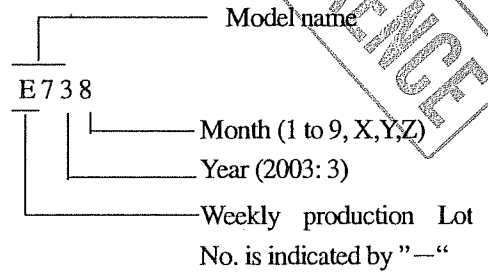 Model name
E738
Month (1 to 9, X,Y,Z)
Year (2003: 3)
Weekly production Lot
No. is indicated by ”—“